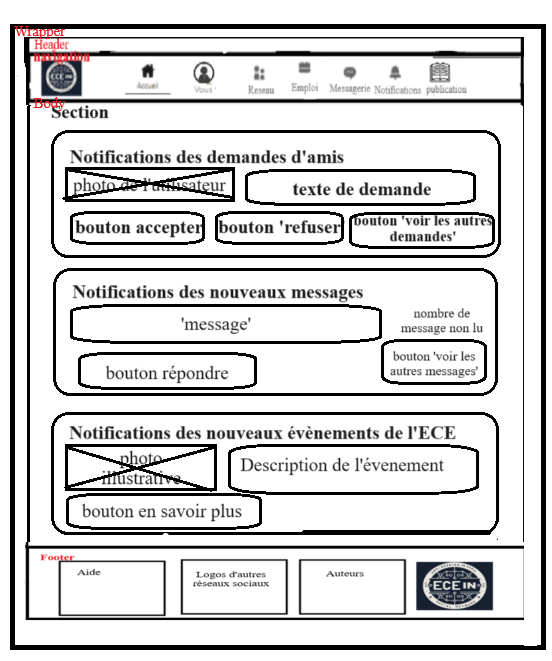 Wrapper
Header
navigation
ECE IN
Accueil
Vous
Reseau
Emploi
Messagerie
Notifications
publication
Body
Section
Notifications des demandes d'amis
photo de l'utilisateur
texte de demande
bouton accepter
bouton 'refuser
bouton 'voir les autres
demandes'
Notifications des nouveaux messages
'message'
nombre de
message non lu
bouton répondre
bouton 'voir les
autres messages'
Notifications des nouveaux évènements de l'ECE
photo
illustrative
Description de l'évenement
bouton en savoir plus
Footer
Aide
Logos d'autres
réseaux sociaux
Auteurs
ECE IN